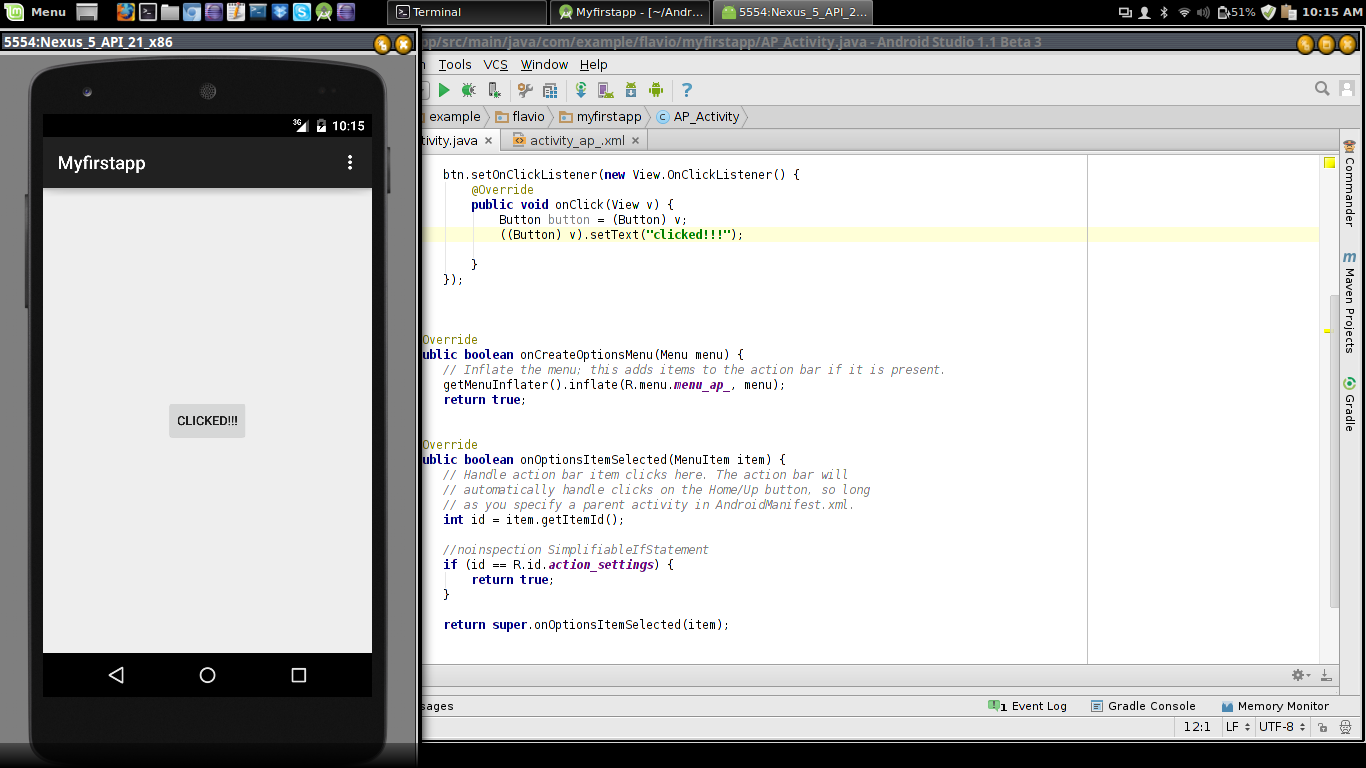 Menu
Terminal
Myfirstapp - [~/Andr...
5554:Nexus_5_API_2...
51%
10:15 AM
5554:Nexus_5_API_21_x86
pp/src/main/java/com/example/flavio/myfirstapp/AP_Activity.java - Android Studio 1.1 Beta 3
Tools VCS Window Help
example flavio myfirstapp AP_Activity
tivity.java activity_ap_.xml
3G 10:15
Myfirstapp
CLICKED!!!
btn.setOnClickListener(new View.OnClickListener() {
@Override
public void onClick(View v) {
Button button = (Button) v;
((Button) v).setText("clicked!!!");
}
});
Override
ublic boolean onCreateOptionsMenu(Menu menu) {
// Inflate the menu; this adds items to the action bar if it is present.
getMenuInflater().inflate(R.menu.menu_ap_, menu);
return true;
Override
ublic boolean onOptionsItemSelected(MenuItem item) {
// Handle action bar item clicks here. The action bar will
// automatically handle clicks on the Home/Up button, so long
// as you specify a parent activity in AndroidManifest.xml.
int id = item.getItemId();
//noinspection SimplifiableIfStatement
if (id == R.id.action_settings) {
return true;
}
return super.onOptionsItemSelected(item);
Commander
m Maven Projects
Gradle
sages
1 Event Log
Gradle Console
Memory Monitor
12:1 LF UTF-8